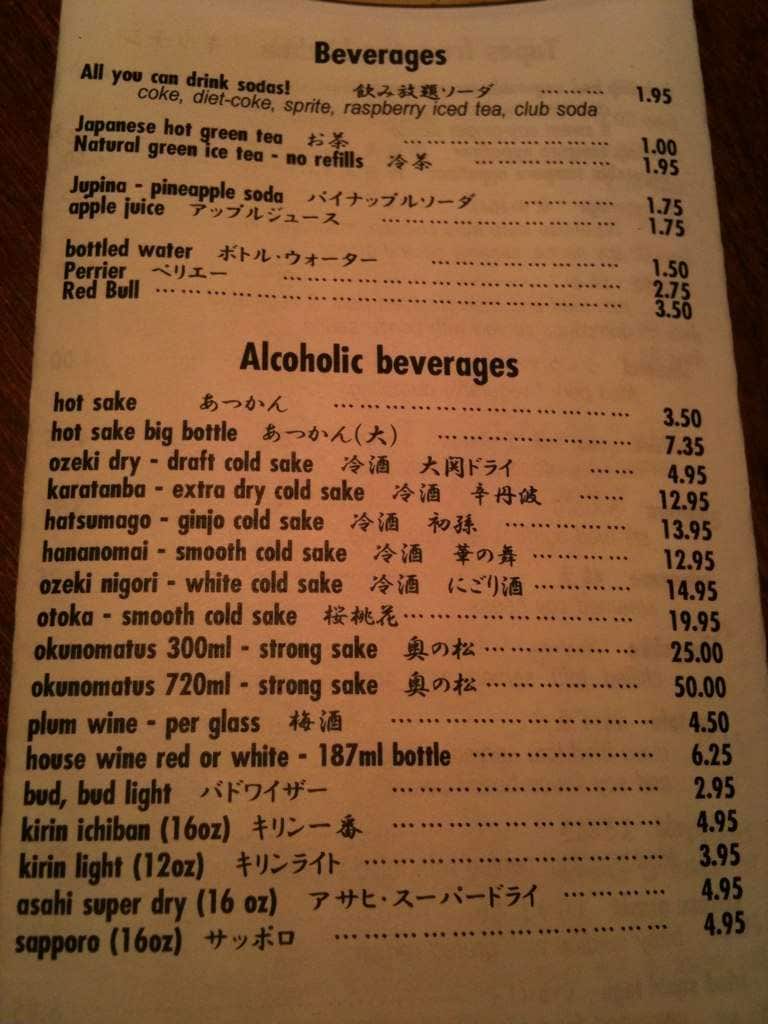 Beverages
All you can drink sodas! 飲み放題ソーダ ……… 1.95
coke, diet-coke, sprite, raspberry iced tea, club soda
Japanese hot green tea お茶 ………………………… 1.00
Natural green ice tea - no refills 冷茶 ……………… 1.95
Jupina - pineapple soda パイナップルソーダ ………… 1.75
apple juice アップルジュース ………………………… 1.75
bottled water ボトル・ウォーター …………………… 1.50
Perrier ペリエー ……………………………………… 2.75
Red Bull ……………………………………………………… 3.50
Alcoholic beverages
hot sake あつかん ………………………………… 3.50
hot sake big bottle あつかん(大) …………………… 7.35
ozeki dry - draft cold sake 冷酒 大関ドライ …… 4.95
karatanba - extra dry cold sake 冷酒 辛丹波 …… 12.95
hatsumago - ginjo cold sake 冷酒 初孫 …………… 13.95
hananomai - smooth cold sake 冷酒 華の舞 ………… 12.95
ozeki nigori - white cold sake 冷酒 にごり酒 ………… 14.95
otoka - smooth cold sake 桜桃花 ………………………… 19.95
okunomatus 300ml - strong sake 奥の松 ……………… 25.00
okunomatus 720ml - strong sake 奥の松 ……………… 50.00
plum wine - per glass 梅酒 ………………………… 4.50
house wine red or white - 187ml bottle ………………… 6.25
bud, bud light バドワイザー ………………………… 2.95
kirin ichiban (16oz) キリン一番 ………………………… 4.95
kirin light (12oz) キリンライト ……………………………… 3.95
asahi super dry (16 oz) アサヒ・スーパードライ ………… 4.95
sapporo (16oz) サッポロ ………………………………… 4.95